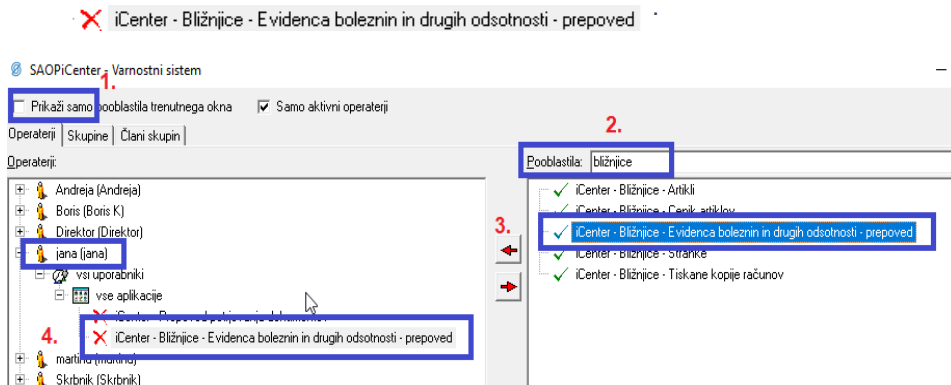 iCenter - Bližnjice - Evidenca boleznin in drugih odsotnosti - prepoved
SAOPiCenter - Varnostni sistem
1.
Prikaži samo pooblastila trenutnega okna
Samo aktivni operaterji
2.
Operaterji
Skupine
Člani skupin
Operaterji:
Pooblastila: bližnjice
Andreja (Andreja)
Boris (Boris K)
Direktor (Direktor)
jana (jana)
vsi uporabniki
vse aplikacije
iCenter - Prepoved potrjevanja dokumentov
4.
iCenter - Bližnjice - Evidenca boleznin in drugih odsotnosti - prepoved
martina (martina)
Skrbnik (Skrbnik)
3.
iCenter - Bližnjice - Artikli
iCenter - Bližnjice - Cenik artiklov
iCenter - Bližnjice - Evidenca boleznin in drugih odsotnosti - prepoved
iCenter - Bližnjice - Stranke
iCenter - Bližnjice - Tiskane kopije računov